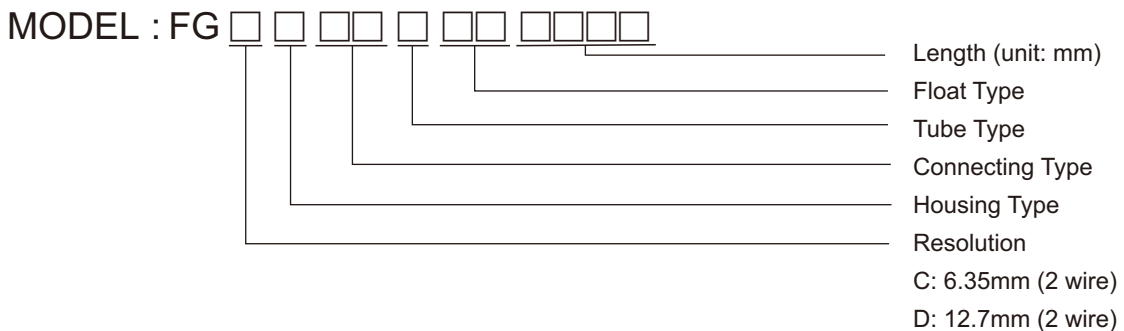 MODEL : FG □ □ □□ □ □□ □□□□
Length (unit: mm)
Float Type
Tube Type
Connecting Type
Housing Type
Resolution
C: 6.35mm (2 wire)
D: 12.7mm (2 wire)